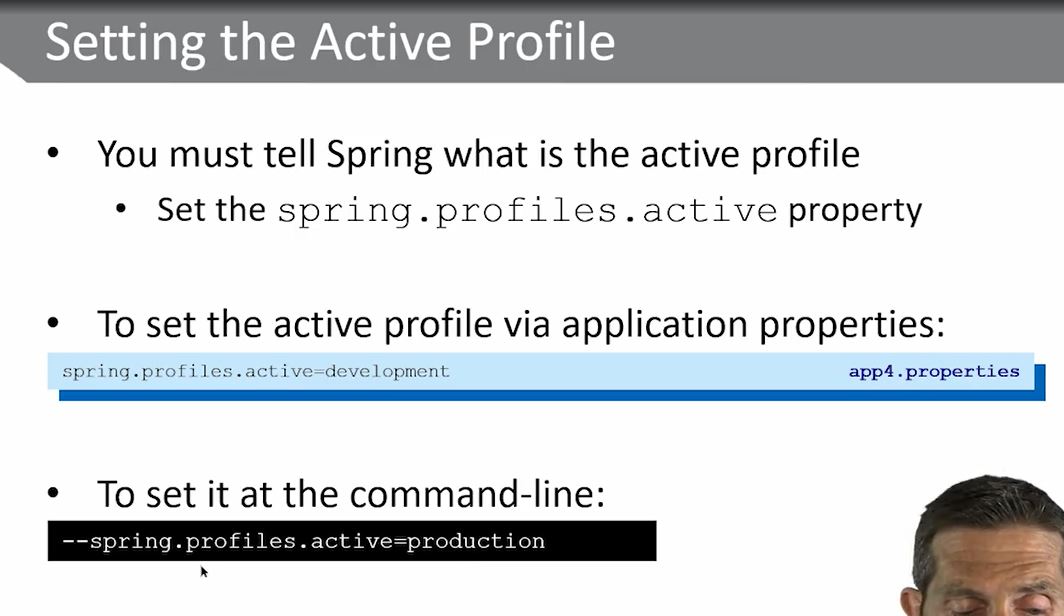 Setting the Active Profile
• You must tell Spring what is the active profile
• Set the spring.profiles.active property
• To set the active profile via application properties:
spring.profiles.active=development app4.properties
• To set it at the command-line:
--spring.profiles.active=production